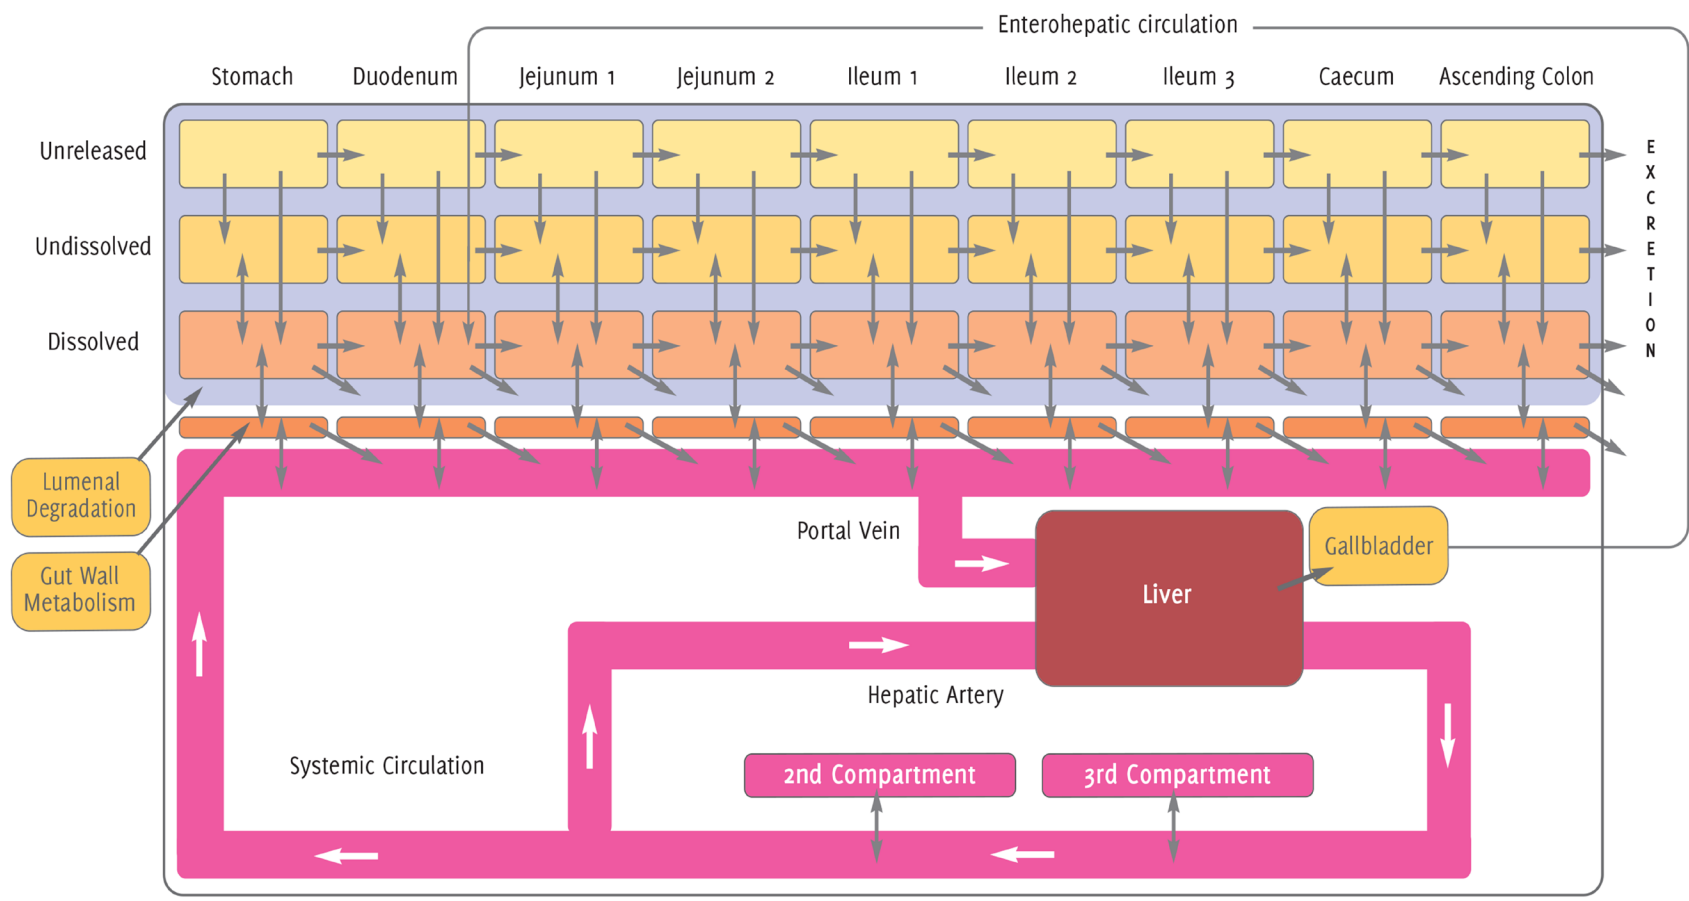 Enterohepatic circulation
Stomach
Duodenum
Jejunum 1
Jejunum 2
Ileum 1
Ileum 2
Ileum 3
Caecum
Ascending Colon
Unreleased
Undissolved
Dissolved
EXCRETION
Lumenal
Degradation
Gut Wall
Metabolism
Portal Vein
Liver
Gallbladder
Hepatic Artery
Systemic Circulation
2nd Compartment
3rd Compartment